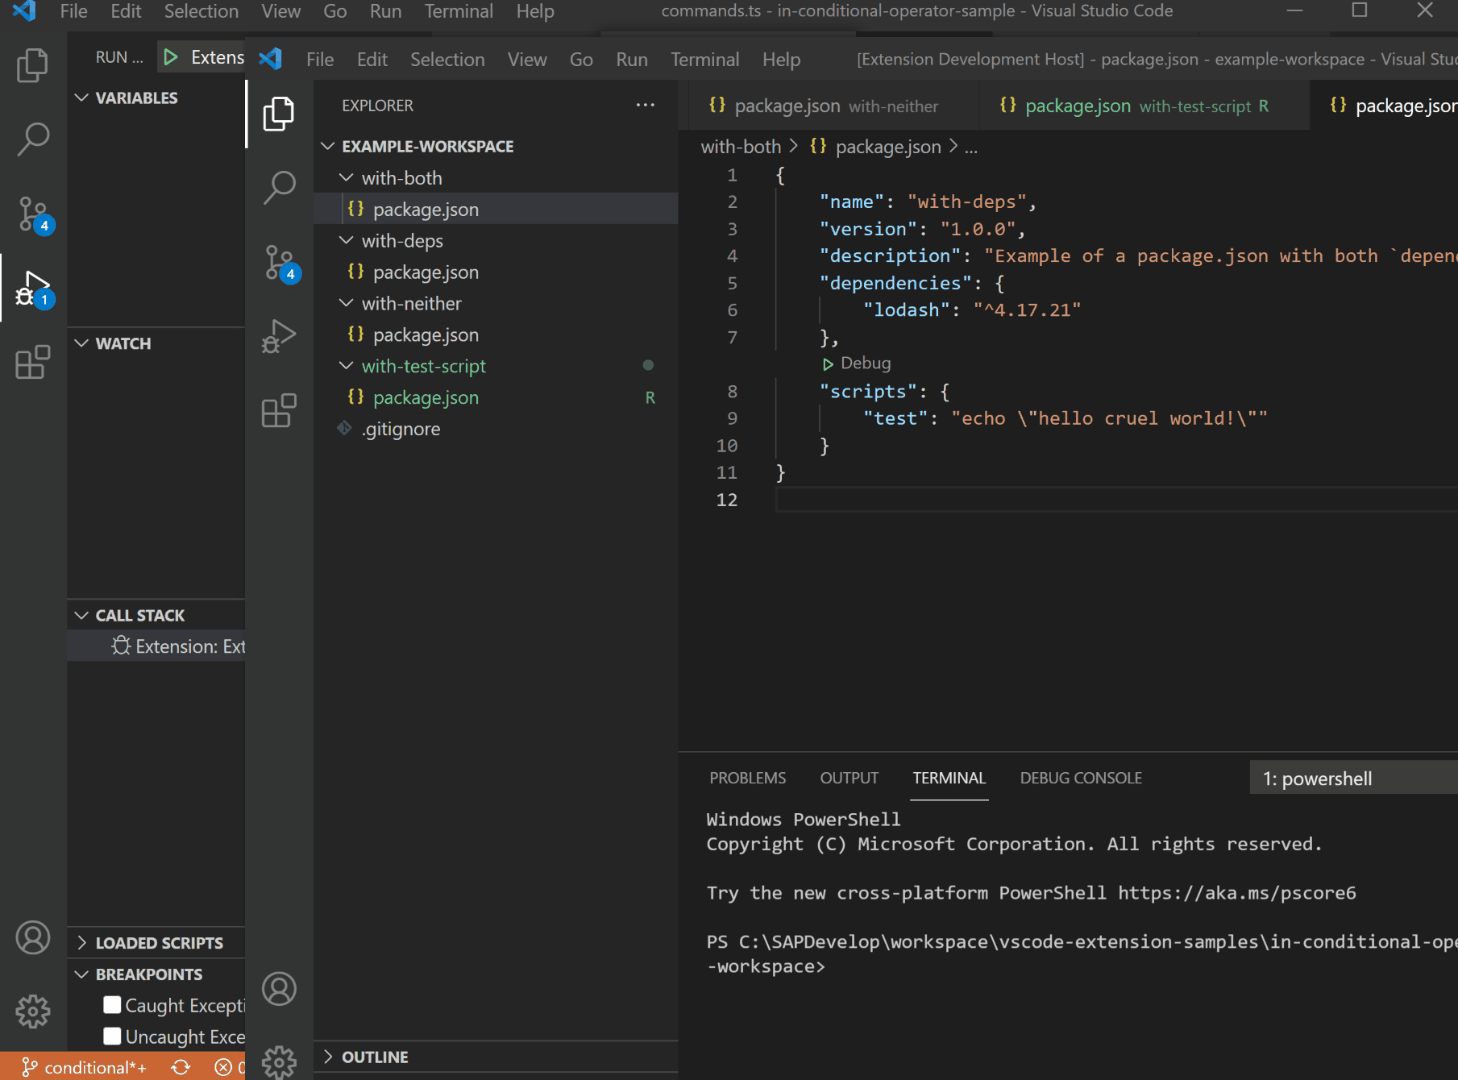 File Edit Selection View Go Run Terminal Help commands.ts - in-conditional-operator-sample - Visual Studio Code
RUN ... Extens
VARIABLES
4
1
WATCH
CALL STACK
Extension: Ext
LOADED SCRIPTS
BREAKPOINTS
Caught Excepti
Uncaught Exce
conditional*+ 0
File Edit Selection View Go Run Terminal Help [Extension Development Host] - package.json - example-workspace - Visual Stu
4
EXPLORER ...
EXAMPLE-WORKSPACE
with-both
{} package.json
with-deps
{} package.json
with-neither
{} package.json
with-test-script
{} package.json R
.gitignore
OUTLINE
{} package.json with-neither {} package.json with-test-script R {} package.json
with-both > {} package.json > ...
1 {
2 "name": "with-deps",
3 "version": "1.0.0",
4 "description": "Example of a package.json with both `depen
5 "dependencies": {
6 "lodash": "^4.17.21"
7 },
Debug
8 "scripts": {
9 "test": "echo \"hello cruel world!\""
10 }
11 }
12
PROBLEMS OUTPUT TERMINAL DEBUG CONSOLE 1: powershell
Windows PowerShell
Copyright (C) Microsoft Corporation. All rights reserved.
Try the new cross-platform PowerShell https://aka.ms/pscore6
PS C:\SAPDevelop\workspace\vscode-extension-samples\in-conditional-ope
-workspace>